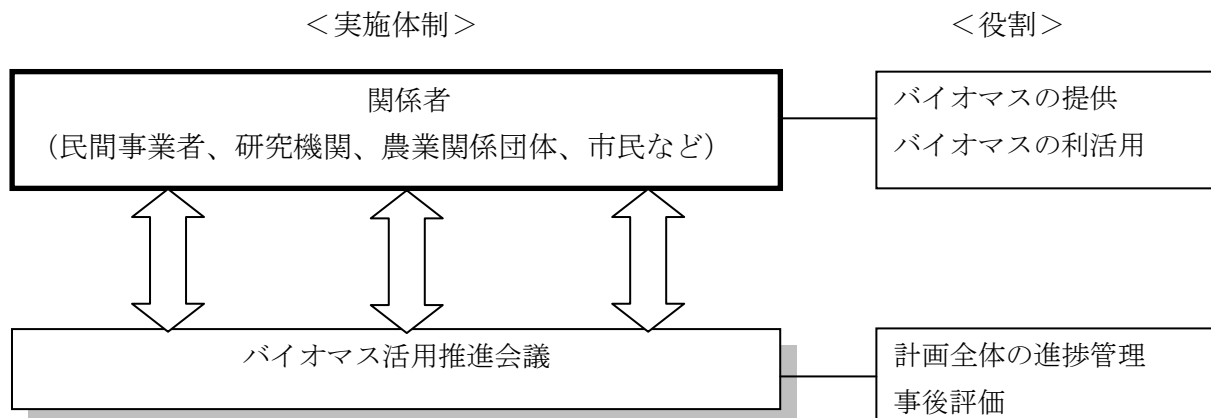 ＜実施体制＞
＜役割＞
関係者
（民間事業者、研究機関、農業関係団体、市民など）
バイオマスの提供
バイオマスの利活用
バイオマス活用推進会議
計画全体の進捗管理
事後評価